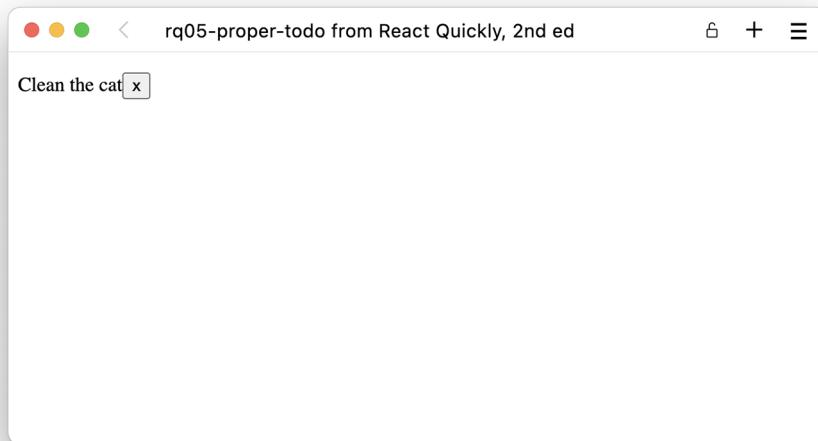 rq05-proper-todo from React Quickly, 2nd ed
Clean the cat x